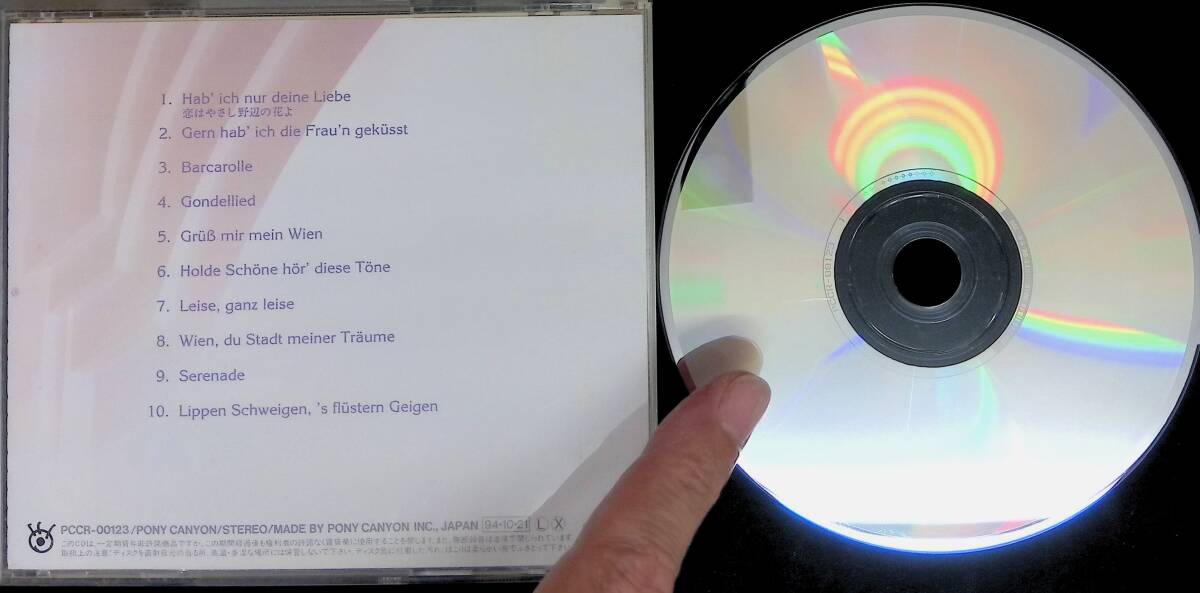 1. Hab' ich nur deine Liebe
恋はやさし野辺の花よ
2. Gern hab' ich die Frau'n geküsst
3. Barcarolle
4. Gondellied
5. Grüß mir mein Wien
6. Holde Schöne hör' diese Töne
7. Leise, ganz leise
8. Wien, du Stadt meiner Träume
9. Serenade
10. Lippen Schweigen, 's flüstern Geigen
PCCR-00123/PONY CANYON/STEREO/MADE BY PONY CANYON INC., JAPAN 94·10·21 L X
PCCR-00123